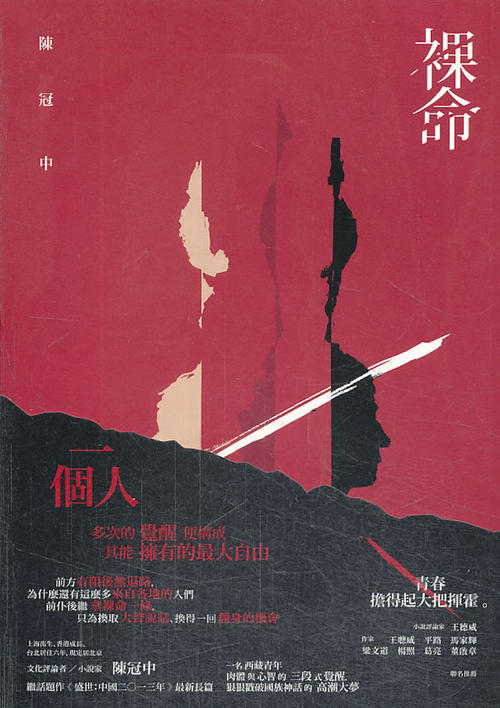 陳冠中
裸命
一個人
多次的 覺醒 便構成
其能 擁有的最大自由
前方有限後無退路,
為什麼還有這麼多來自各地的人們
前仆後繼 拿裸命一條,
只為換取大聲說話、換得一回翻身的機會
青春
擔得起大把揮霍。
小說評論家 王德威
作家 王聰威 平路 馬家輝
梁文道 楊照 葛亮 董啟章
聯名推薦
上海出生、香港成長、
台北居住六年、現定居北京
文化評論者／小說家 陳冠中
繼話題作《盛世:中國二〇一三年》最新長篇
一名西藏青年
肉體與心智的 三段式覺醒,
狠狠戳破國族神話的 高潮大夢